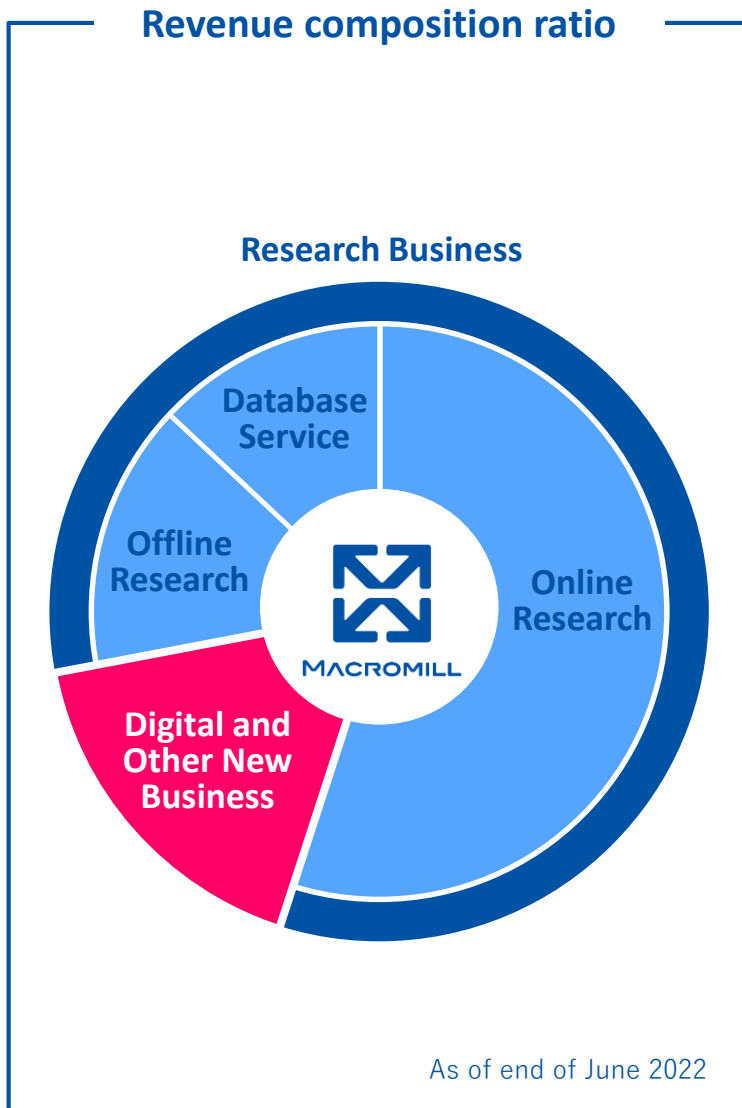 Revenue composition ratio
Research Business
Database
Service
Offline
Research
Online
Research
MACROMILL
Digital and
Other New
Business
As of end of June 2022